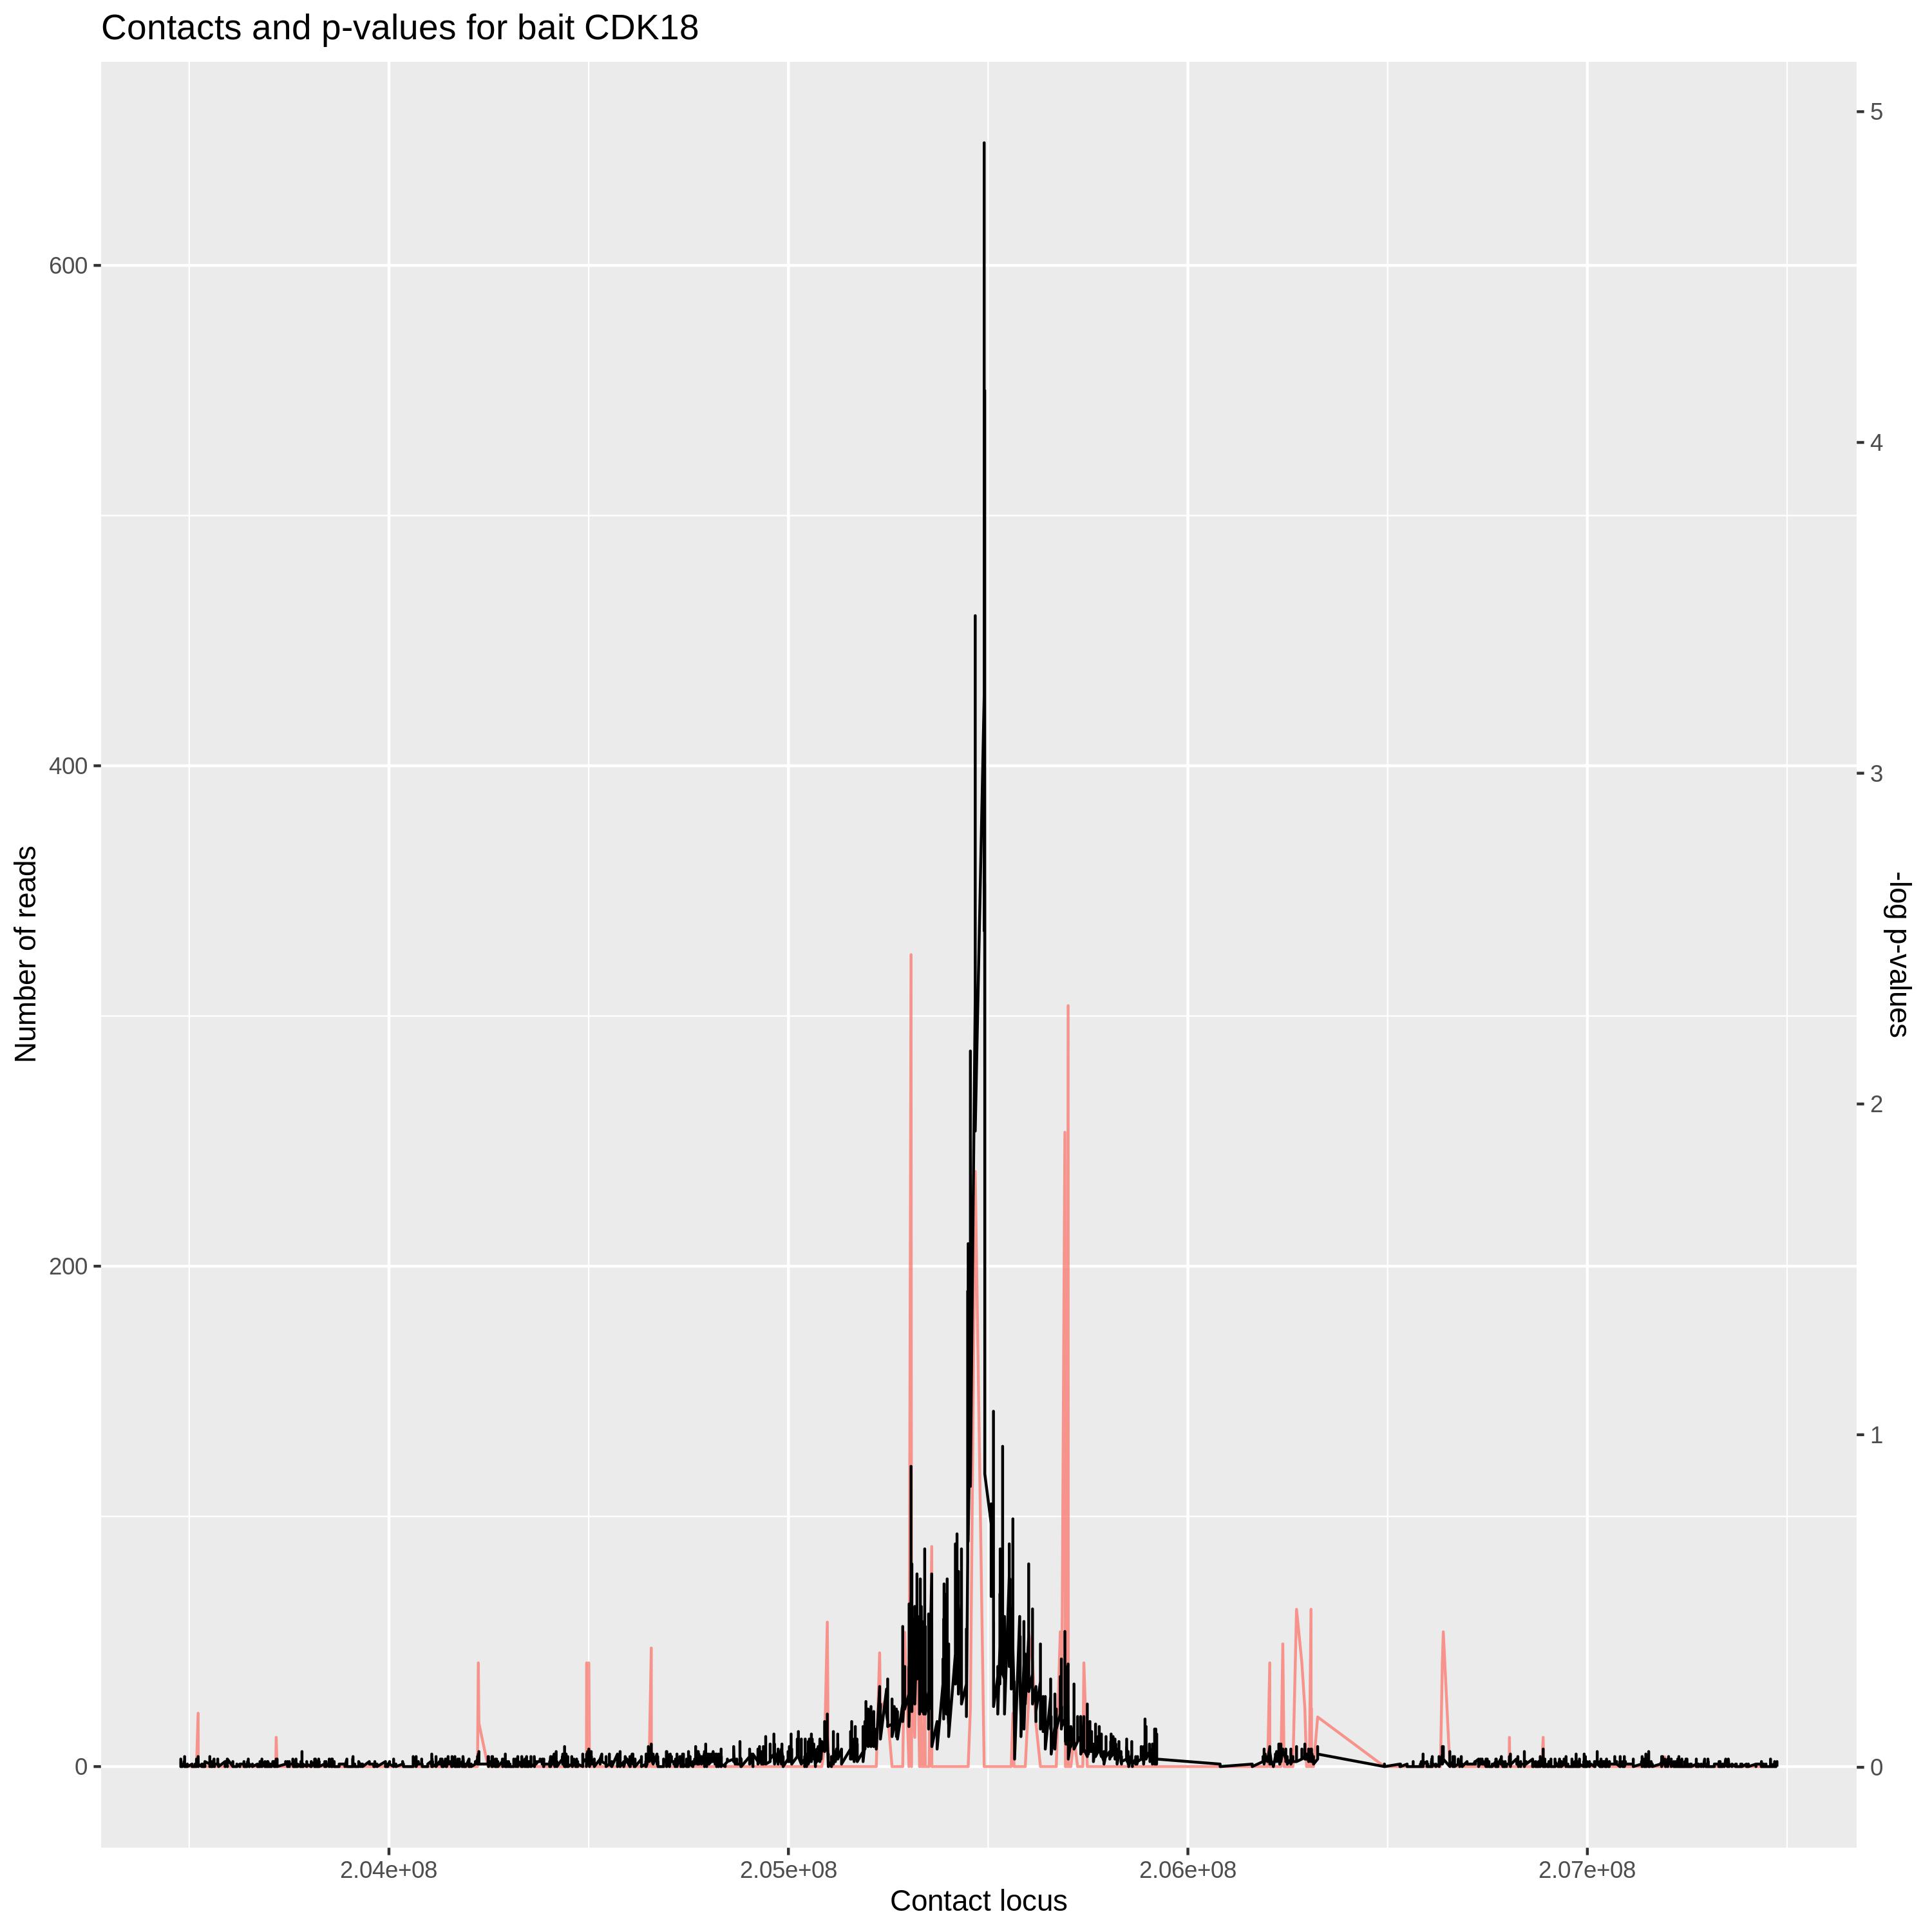 Contacts and p-values for bait CDK18
600
400
200
0
Number of reads
5
4
3
2
1
0
-log p-values
2.04e+08
2.05e+08
2.06e+08
2.07e+08
Contact locus